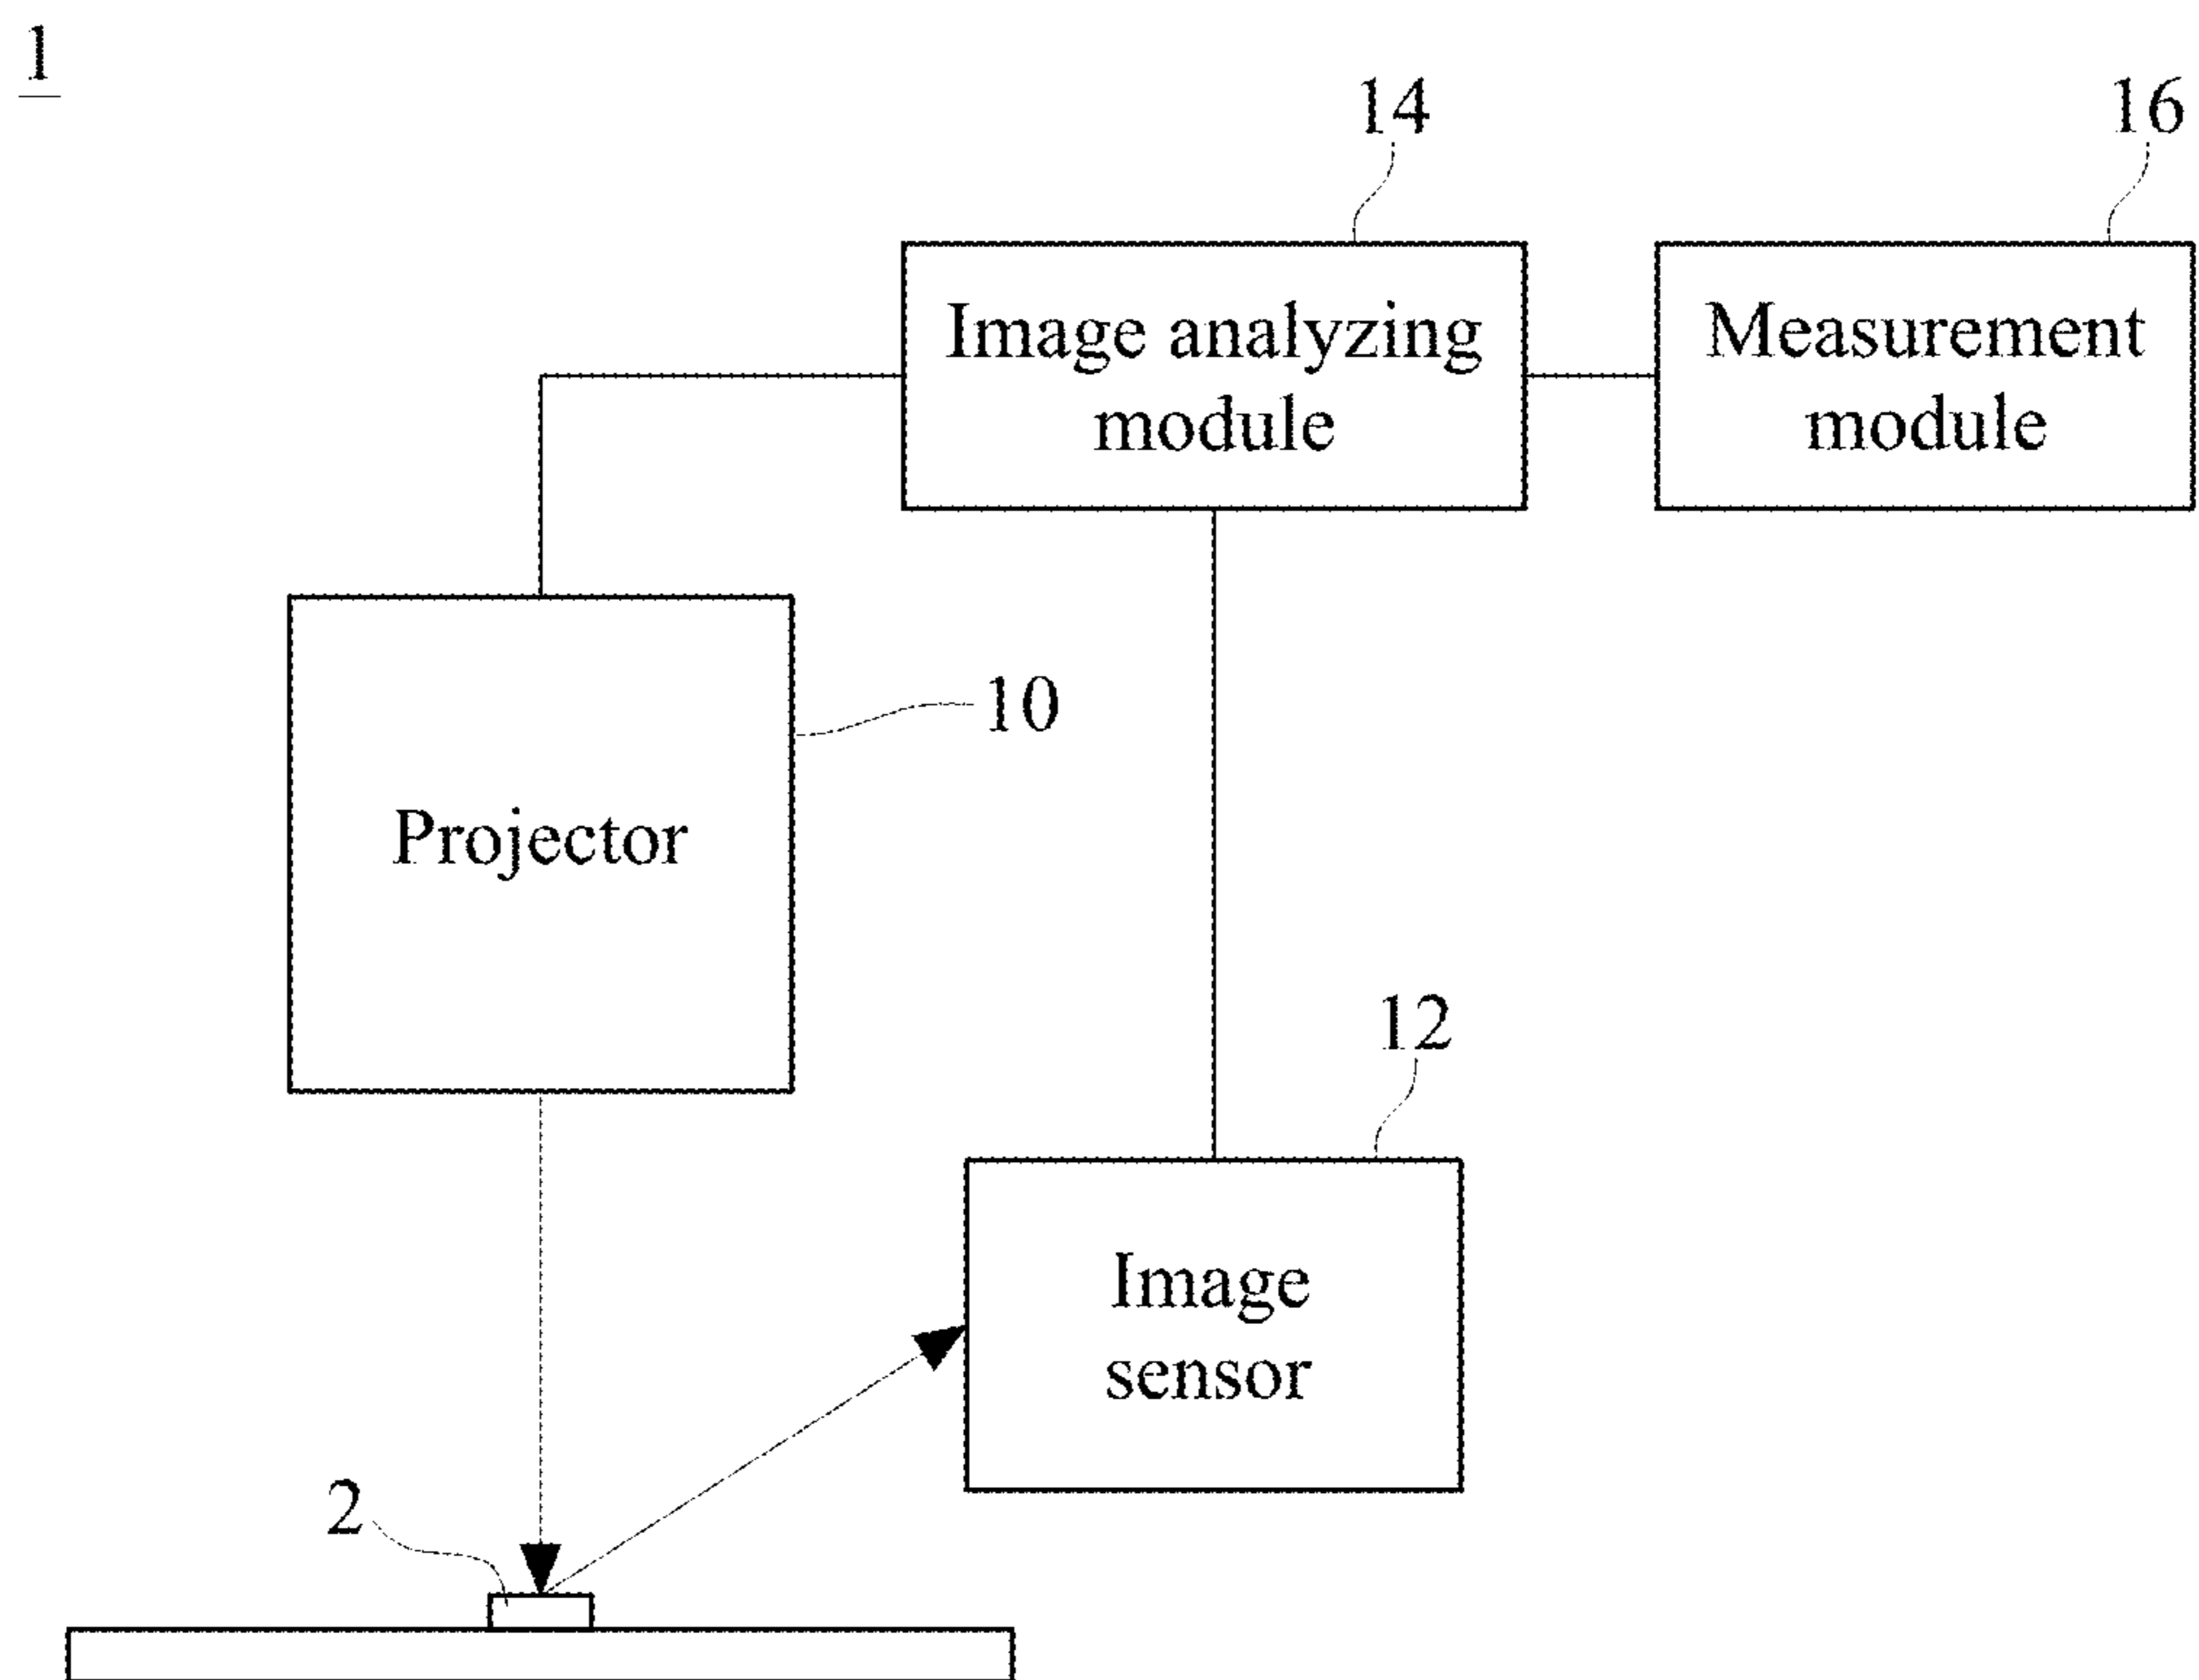 1
14
16
Image analyzing
module
Measurement
module
10
Projector
12
Image
sensor
2